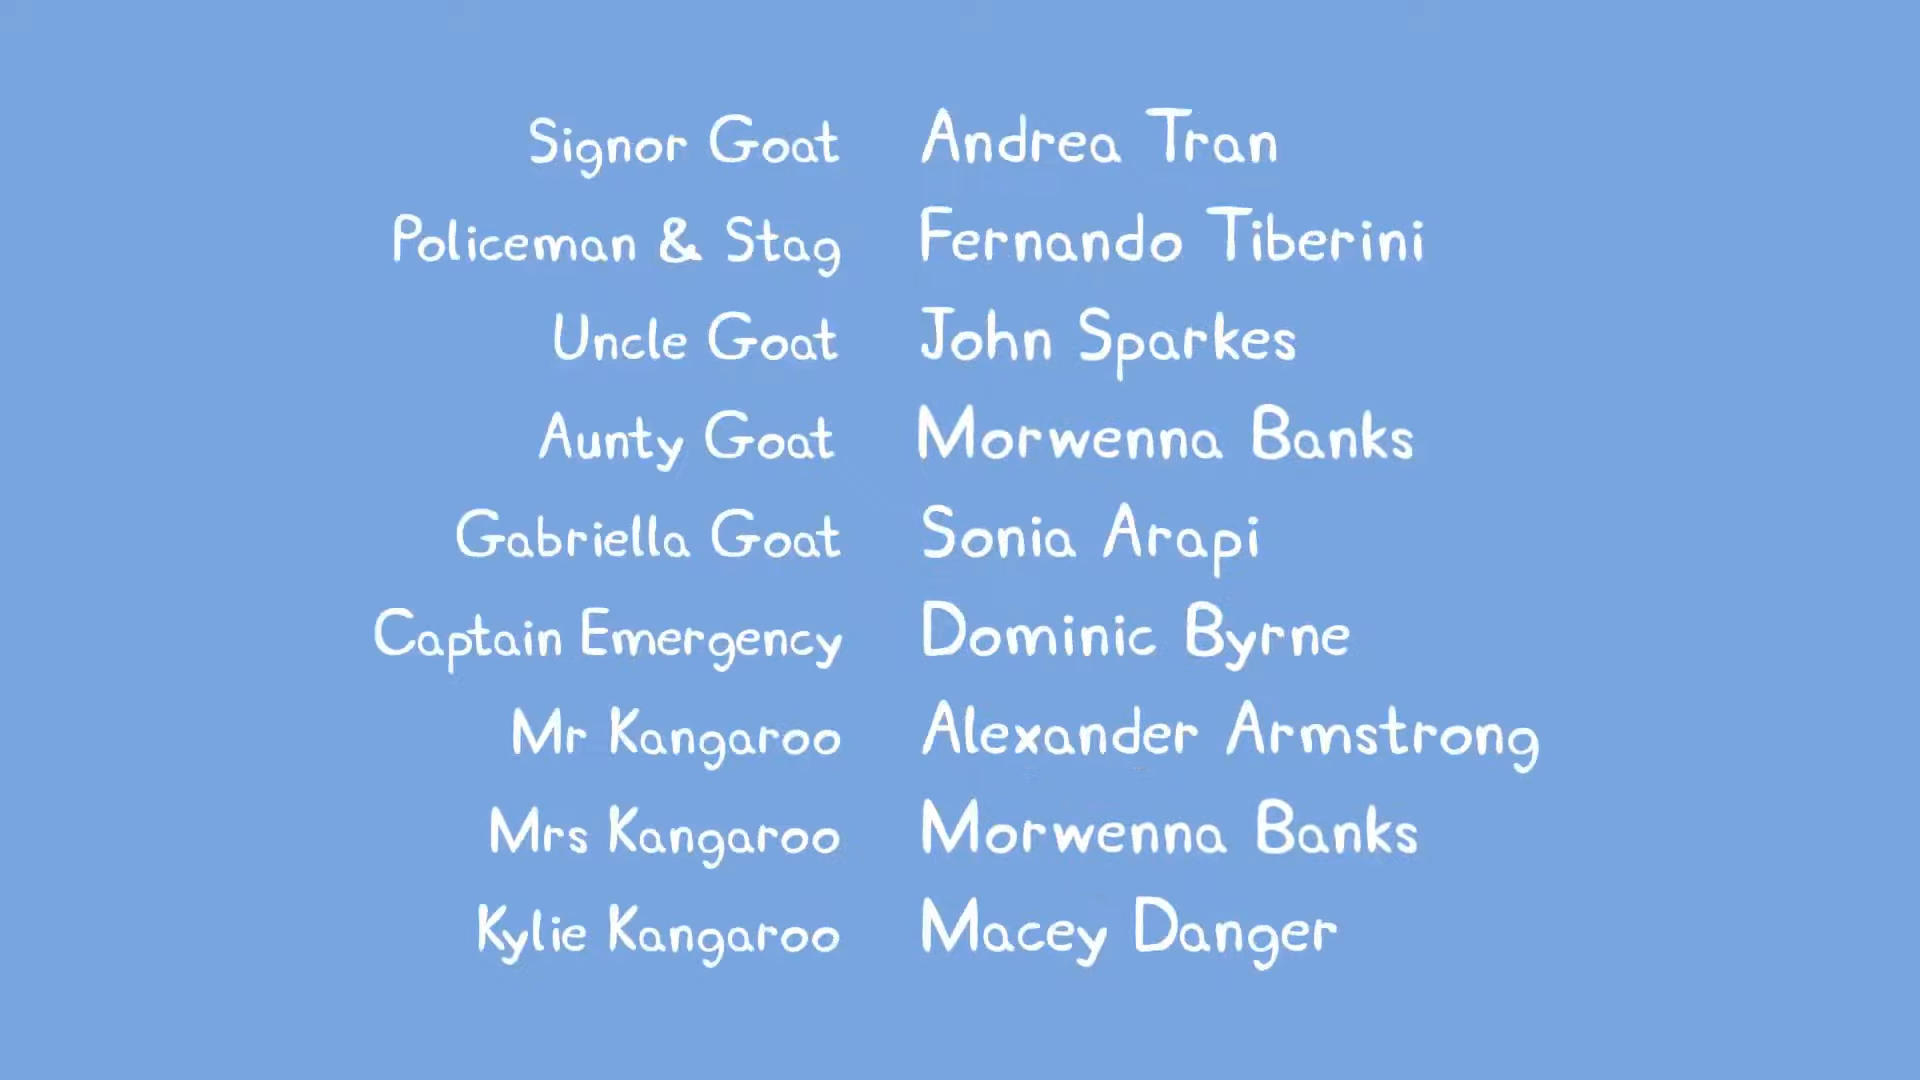 Signor Goat Andrea Tran
Policeman & Stag Fernando Tiberini
Uncle Goat John Sparkes
Aunty Goat Morwenna Banks
Gabriella Goat Sonia Arapi
Captain Emergency Dominic Byrne
Mr Kangaroo Alexander Armstrong
Mrs Kangaroo Morwenna Banks
Kylie Kangaroo Macey Danger